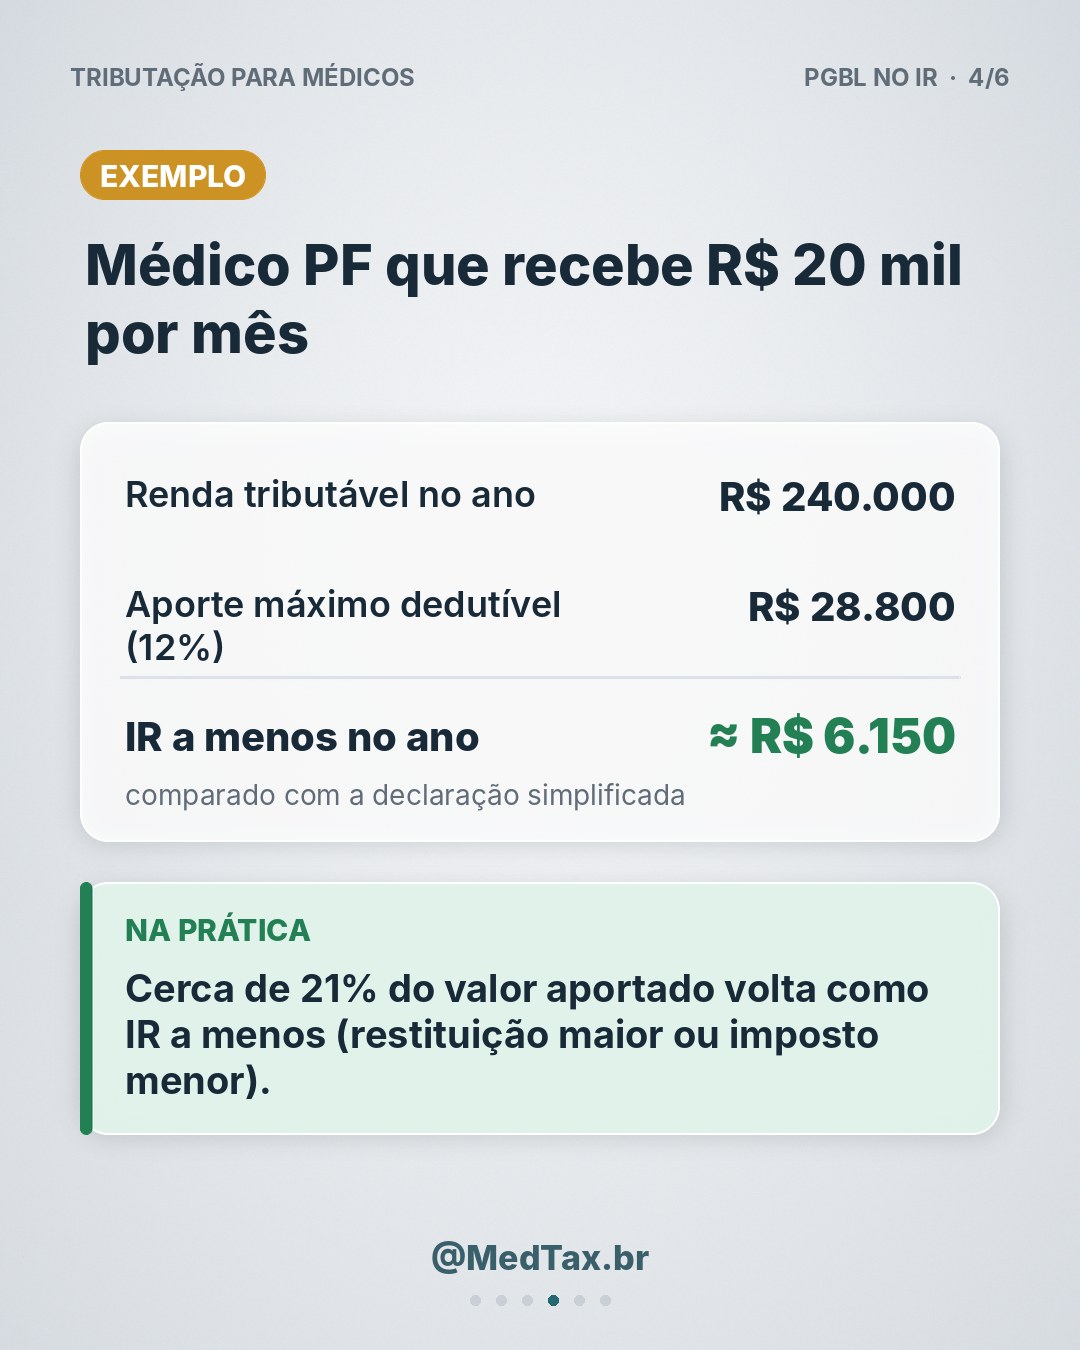 TRIBUTAÇÃO PARA MÉDICOS
PGBL NO IR · 4/6
EXEMPLO
Médico PF que recebe R$ 20 mil
por mês
Renda tributável no ano R$ 240.000
Aporte máximo dedutível R$ 28.800
(12%)
IR a menos no ano ≈ R$ 6.150
comparado com a declaração simplificada
NA PRÁTICA
Cerca de 21% do valor aportado volta como
IR a menos (restituição maior ou imposto
menor).
@MedTax.br